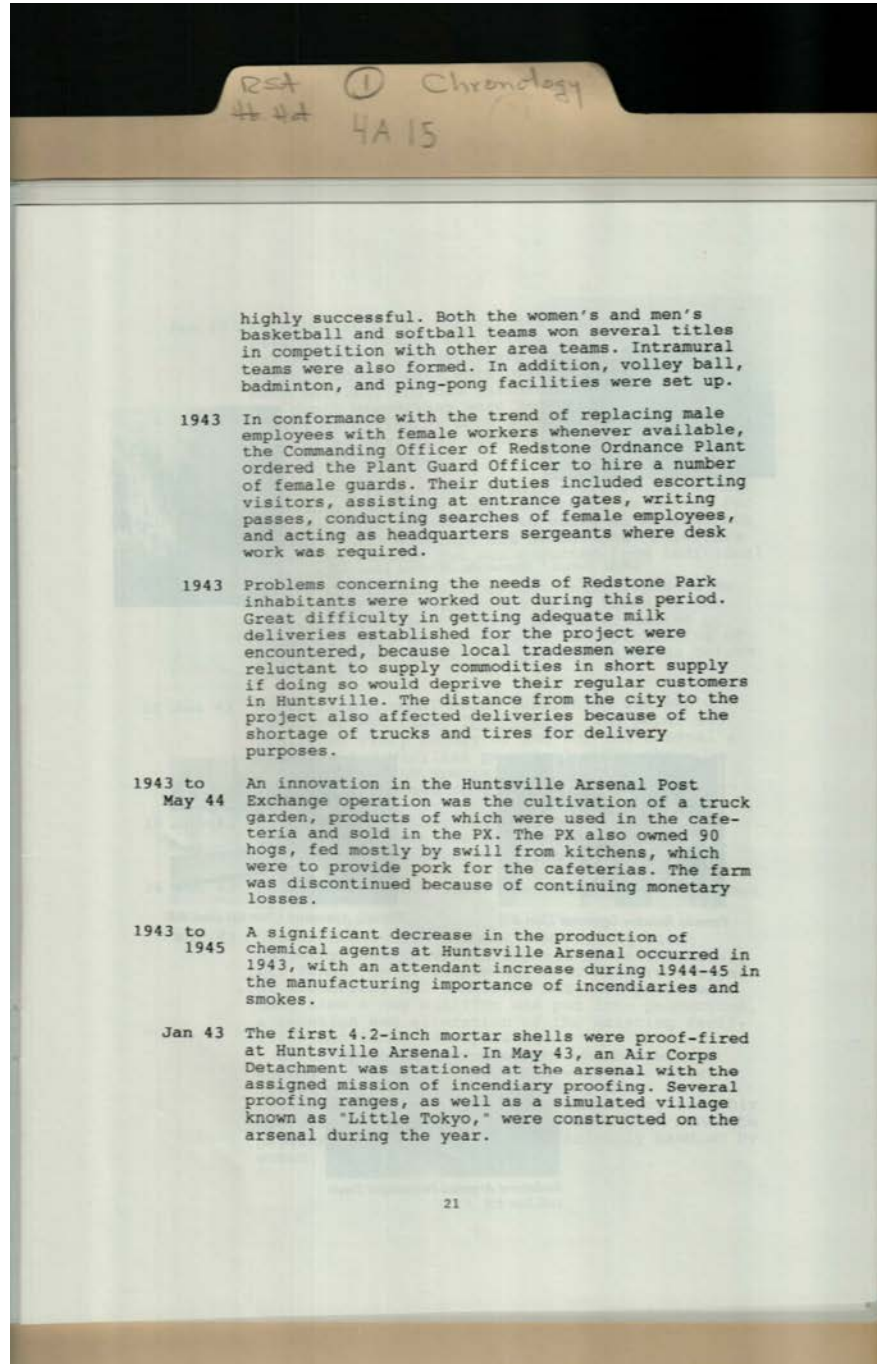 RSA ① Chronology
4A 15
highly successful. Both the women's and men's
basketball and softball teams won several titles
in competition with other area teams. Intramural
teams were also formed. In addition, volley ball,
badminton, and ping-pong facilities were set up.
1943 In conformance with the trend of replacing male
employees with female workers whenever available,
the Commanding Officer of Redstone Ordnance Plant
ordered the Plant Guard Officer to hire a number
of female guards. Their duties included escorting
visitors, assisting at entrance gates, writing
passes, conducting searches of female employees,
and acting as headquarters sergeants where desk
work was required.
1943 Problems concerning the needs of Redstone Park
inhabitants were worked out during this period.
Great difficulty in getting adequate milk
deliveries established for the project were
encountered, because local tradesmen were
reluctant to supply commodities in short supply
if doing so would deprive their regular customers
in Huntsville. The distance from the city to the
project also affected deliveries because of the
shortage of trucks and tires for delivery
purposes.
1943 to An innovation in the Huntsville Arsenal Post
May 44 Exchange operation was the cultivation of a truck
garden, products of which were used in the cafe-
teria and sold in the PX. The PX also owned 90
hogs, fed mostly by swill from kitchens, which
were to provide pork for the cafeterias. The farm
was discontinued because of continuing monetary
losses.
1943 to A significant decrease in the production of
1945 chemical agents at Huntsville Arsenal occurred in
1943, with an attendant increase during 1944-45 in
the manufacturing importance of incendiaries and
smokes.
Jan 43 The first 4.2-inch mortar shells were proof-fired
at Huntsville Arsenal. In May 43, an Air Corps
Detachment was stationed at the arsenal with the
assigned mission of incendiary proofing. Several
proofing ranges, as well as a simulated village
known as "Little Tokyo," were constructed on the
arsenal during the year.
21